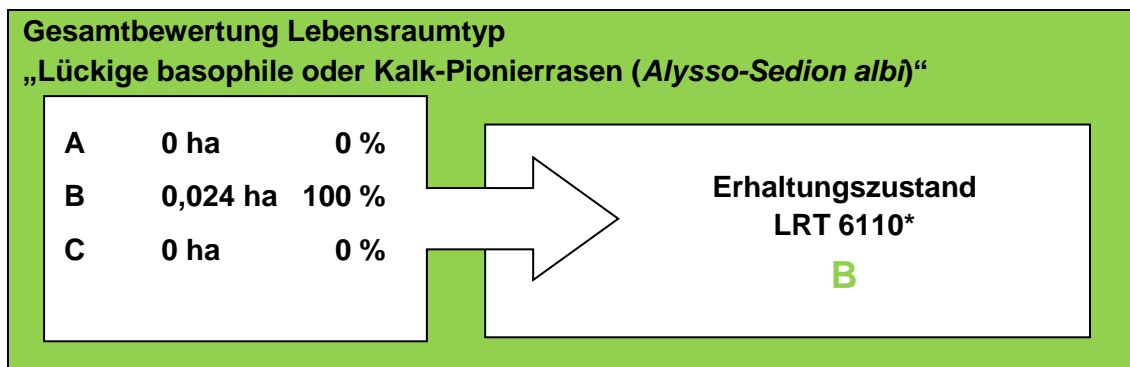 Gesamtbewertung Lebensraumtyp
„Lückige basophile oder Kalk-Pionierrasen (Alysso-Sedion albi)“
A 0 ha 0 %
B 0,024 ha 100 %
C 0 ha 0 %
Erhaltungszustand
LRT 6110*
B